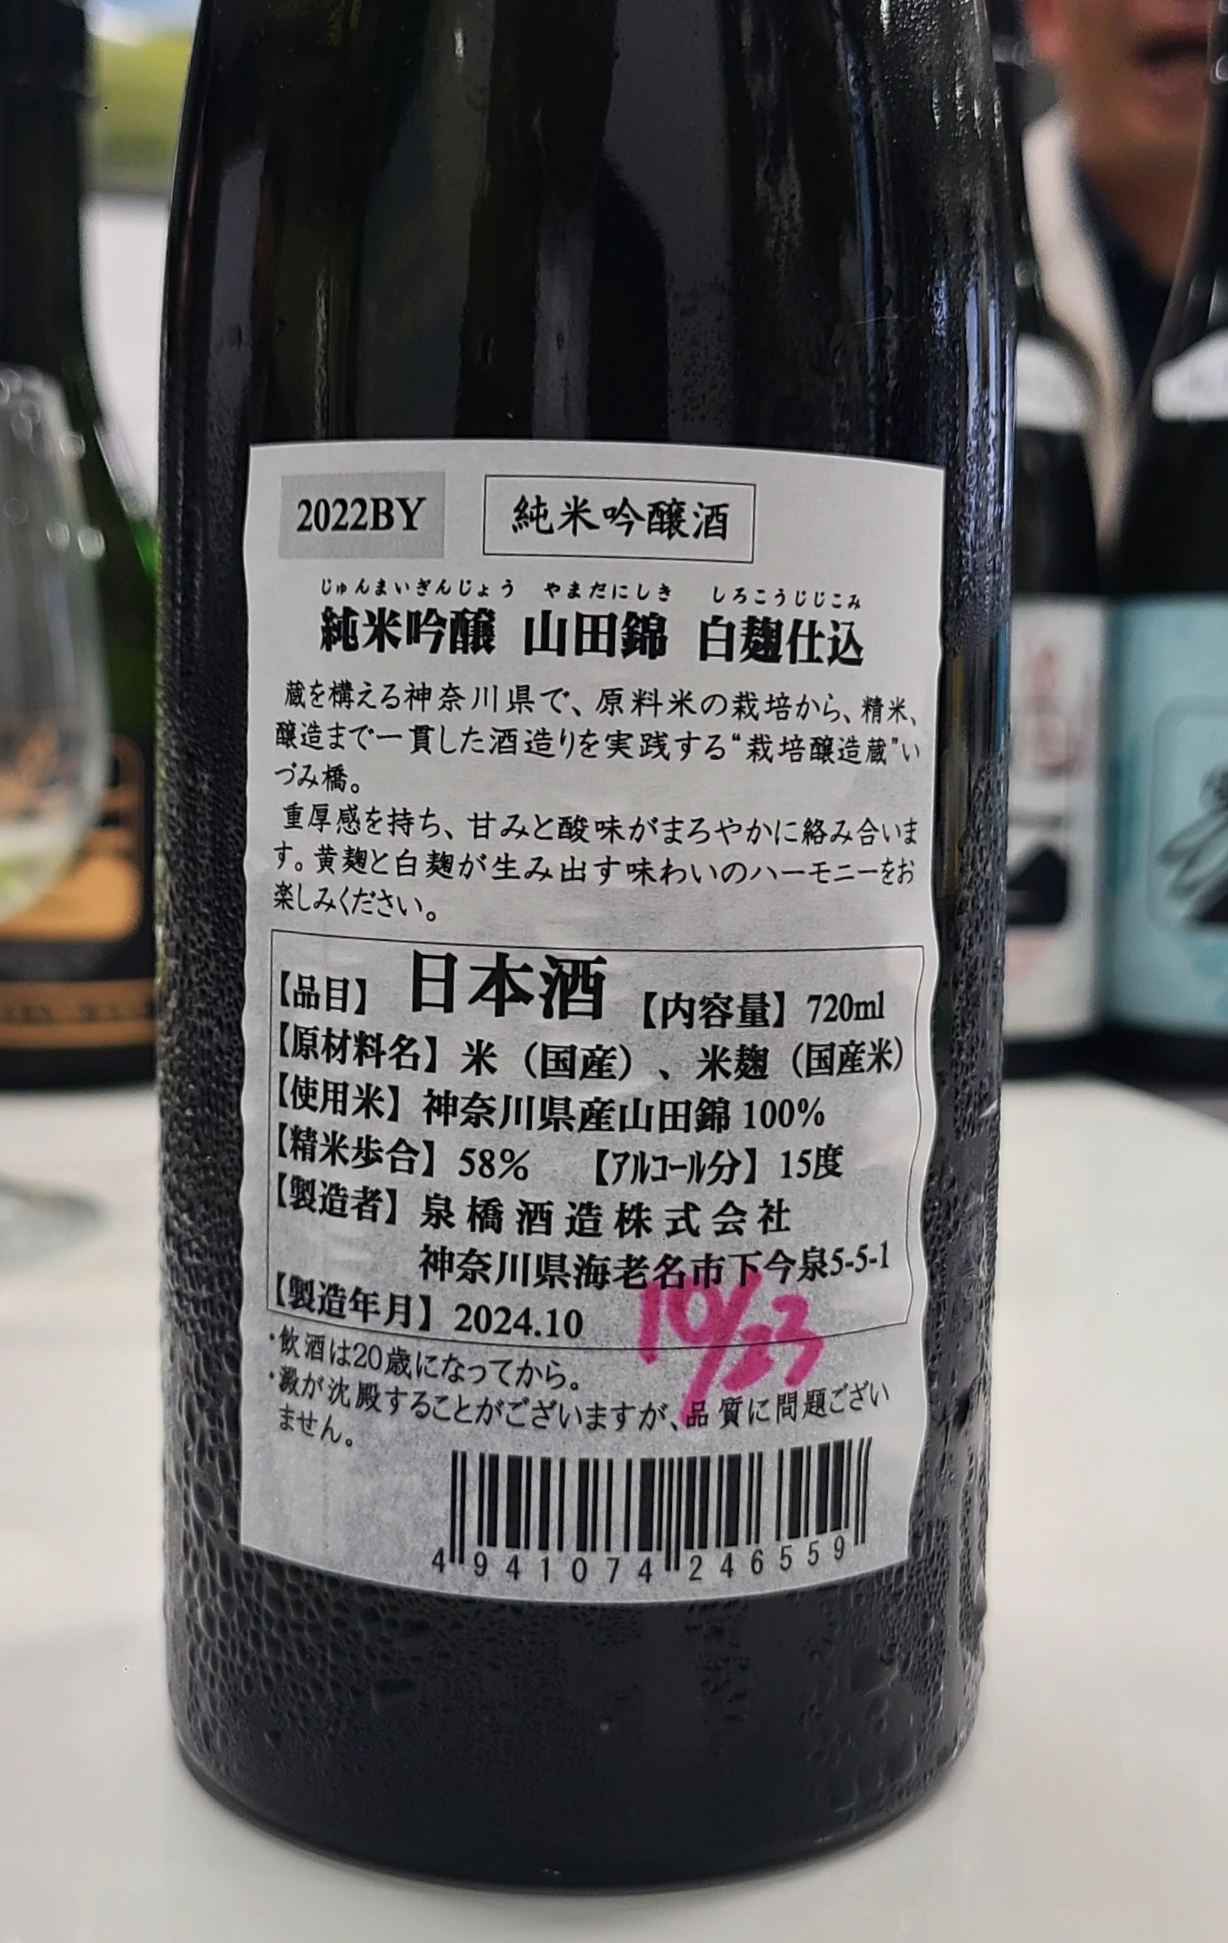 2022BY 純米吟醸酒
じゅんまいぎんじょう やまだにしき しろこうじじこみ
純米吟醸 山田錦 白麹仕込
蔵を構える神奈川県で、原料米の栽培から、精米、
醸造まで一貫した酒造りを実践する“栽培醸造蔵”い
づみ橋。
重厚感を持ち、甘みと酸味がまろやかに絡み合いま
す。黄麹と白麹が生み出す味わいのハーモニーをお
楽しみください。
【品目】 日本酒 【内容量】 720ml
【原材料名】 米（国産）、米麹（国産米）
【使用米】 神奈川県産山田錦 100%
【精米歩合】 58% 【アルコール分】 15度
【製造者】 泉橋酒造株式会社
神奈川県海老名市下今泉5-5-1
【製造年月】 2024.10
10/23
・飲酒は20歳になってから。
・澱が沈殿することがございますが、品質に問題ござい
ません。
4 941074 246559